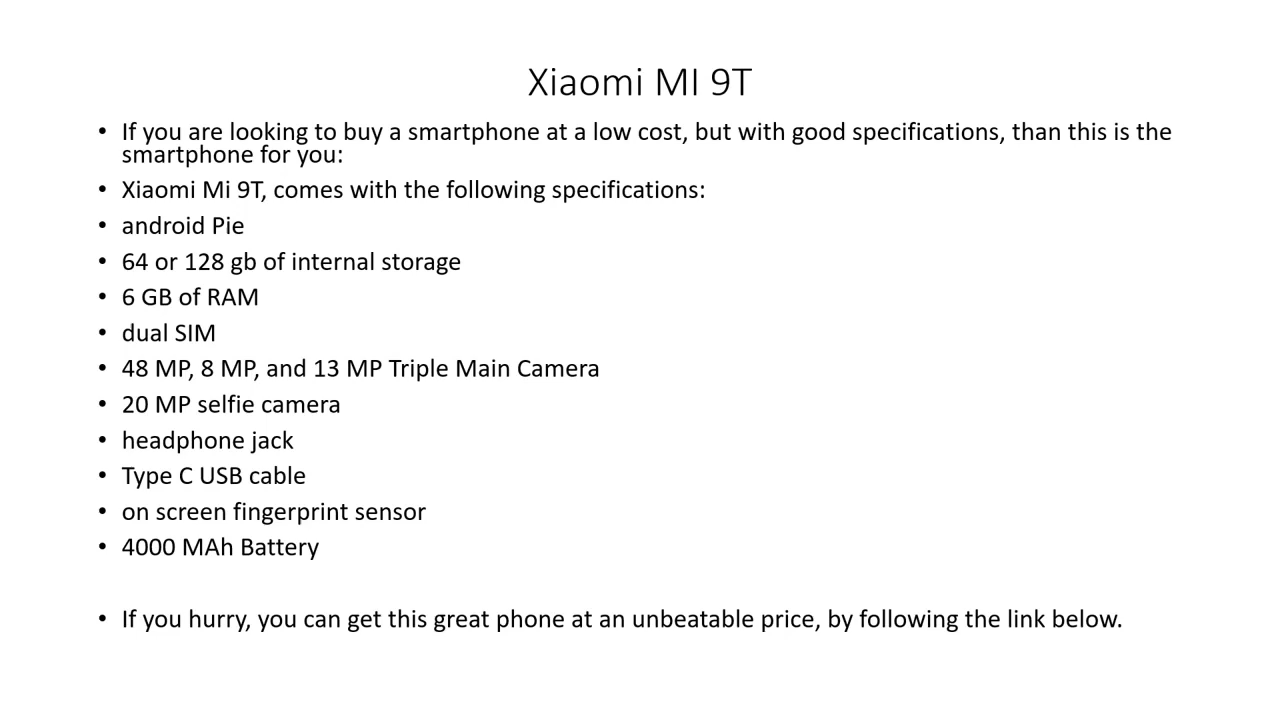 Xiaomi MI 9T
• If you are looking to buy a smartphone at a low cost, but with good specifications, than this is the
smartphone for you:
• Xiaomi Mi 9T, comes with the following specifications:
• android Pie
• 64 or 128 gb of internal storage
• 6 GB of RAM
• dual SIM
• 48 MP, 8 MP, and 13 MP Triple Main Camera
• 20 MP selfie camera
• headphone jack
• Type C USB cable
• on screen fingerprint sensor
• 4000 MAh Battery
• If you hurry, you can get this great phone at an unbeatable price, by following the link below.